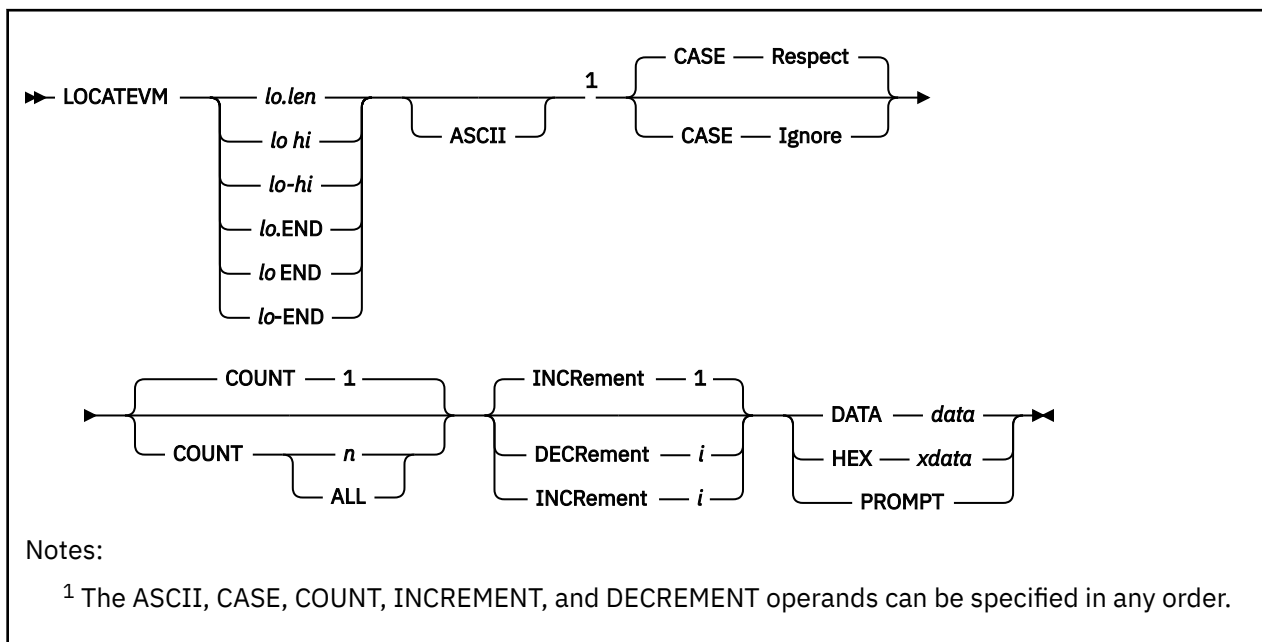 CASE Respect
LOCATEVM lo.len 1
lo hi ASCII CASE Ignore
lo-hi
lo.END
lo END
lo-END
COUNT 1 INCRement 1
DATA data
COUNT n DECRement i HEX xdata
ALL INCRement i PROMPT
Notes:
1 The ASCII, CASE, COUNT, INCREMENT, and DECREMENT operands can be specified in any order.